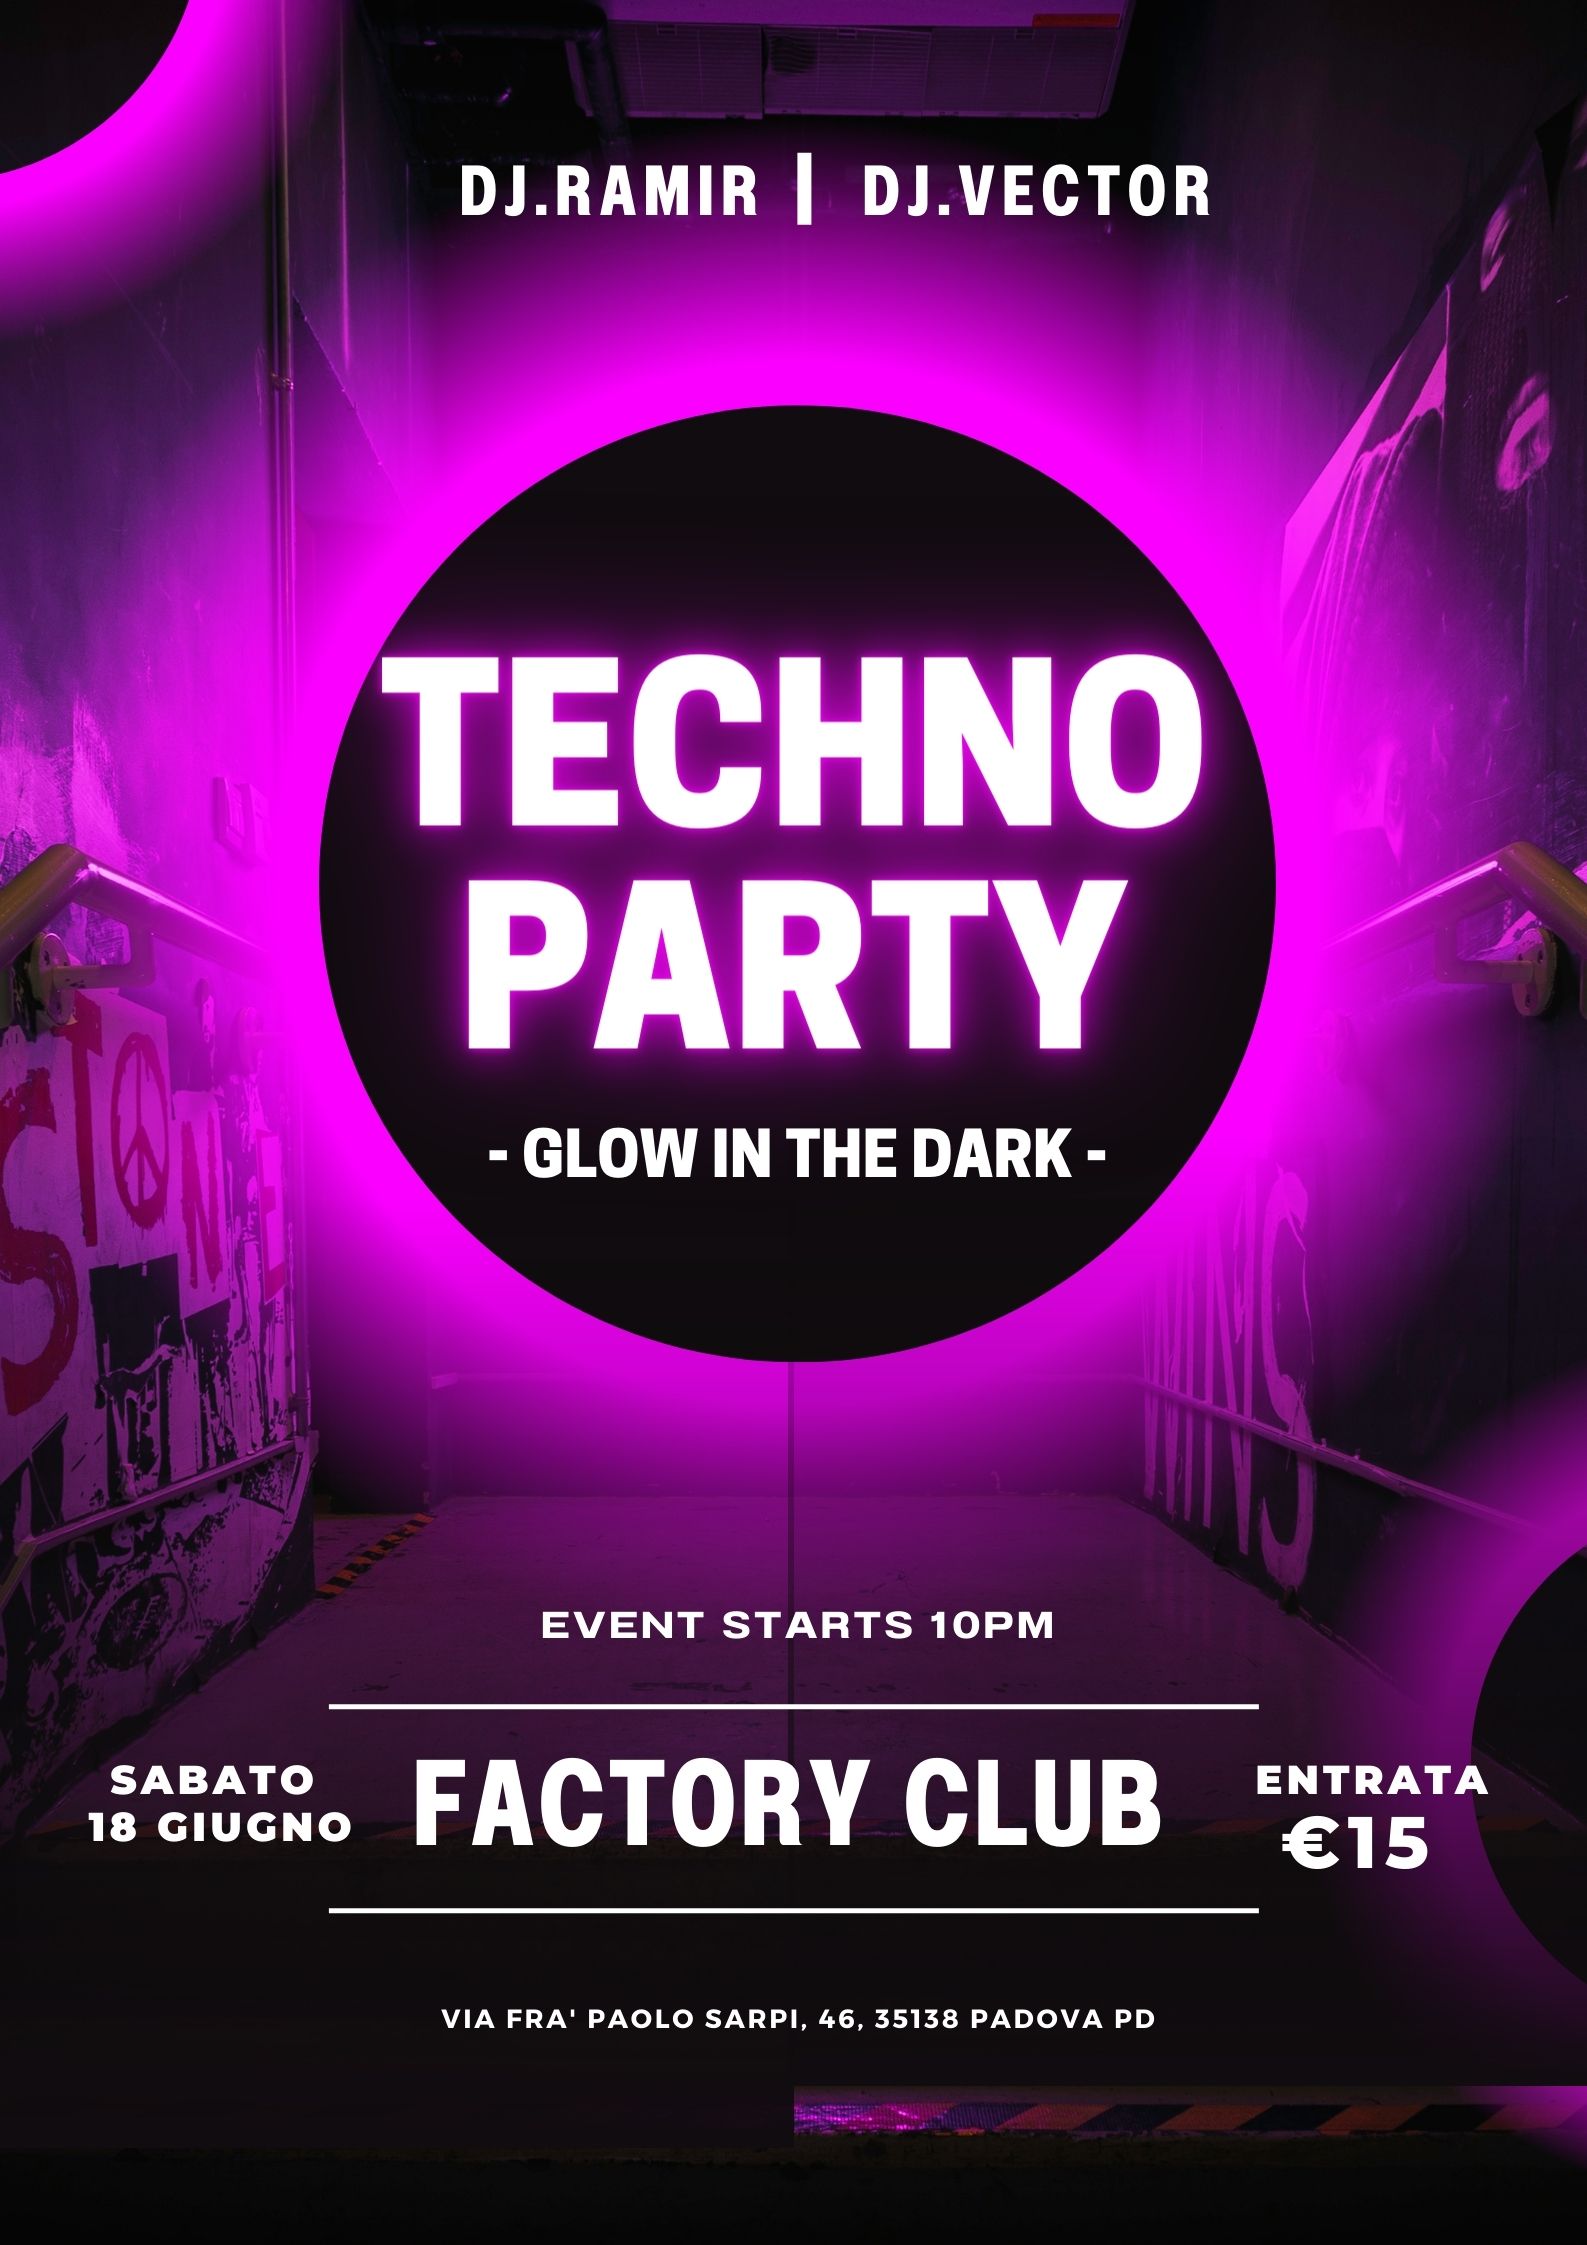 DJ.RAMIR | DJ.VECTOR
TECHNO
PARTY
- GLOW IN THE DARK -
EVENT STARTS 10PM
SABATO
18 GIUGNO
FACTORY CLUB
ENTRATA
€15
VIA FRA' PAOLO SARPI, 46, 35138 PADOVA PD